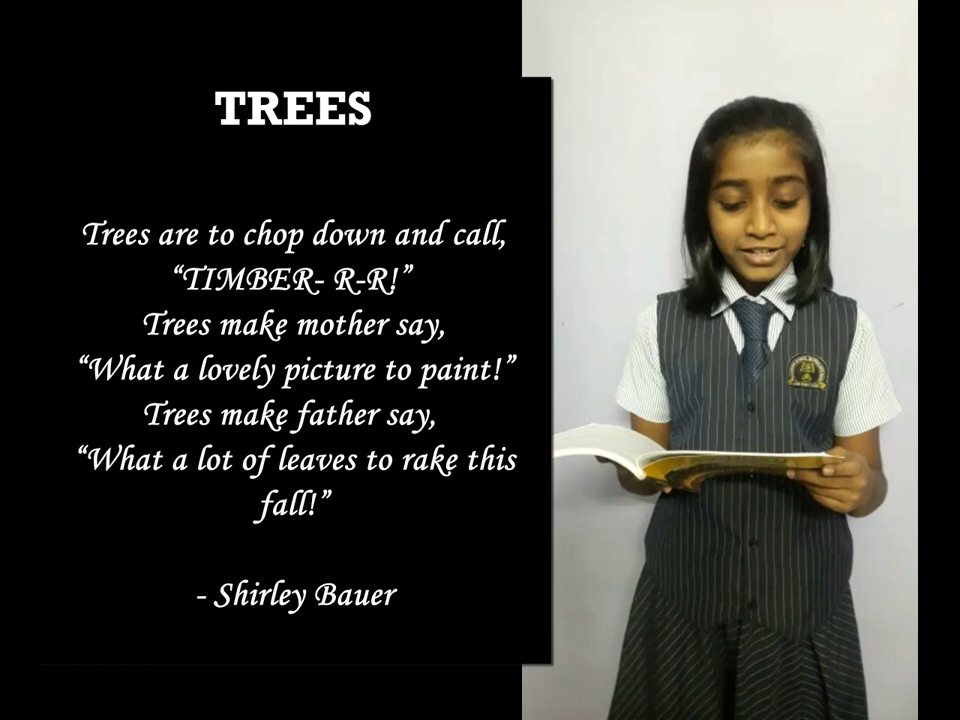 TREES
Trees are to chop down and call,
“TIMBER- R-R!”
Trees make mother say,
“What a lovely picture to paint!”
Trees make father say,
“What a lot of leaves to rake this
fall!”
- Shirley Bauer